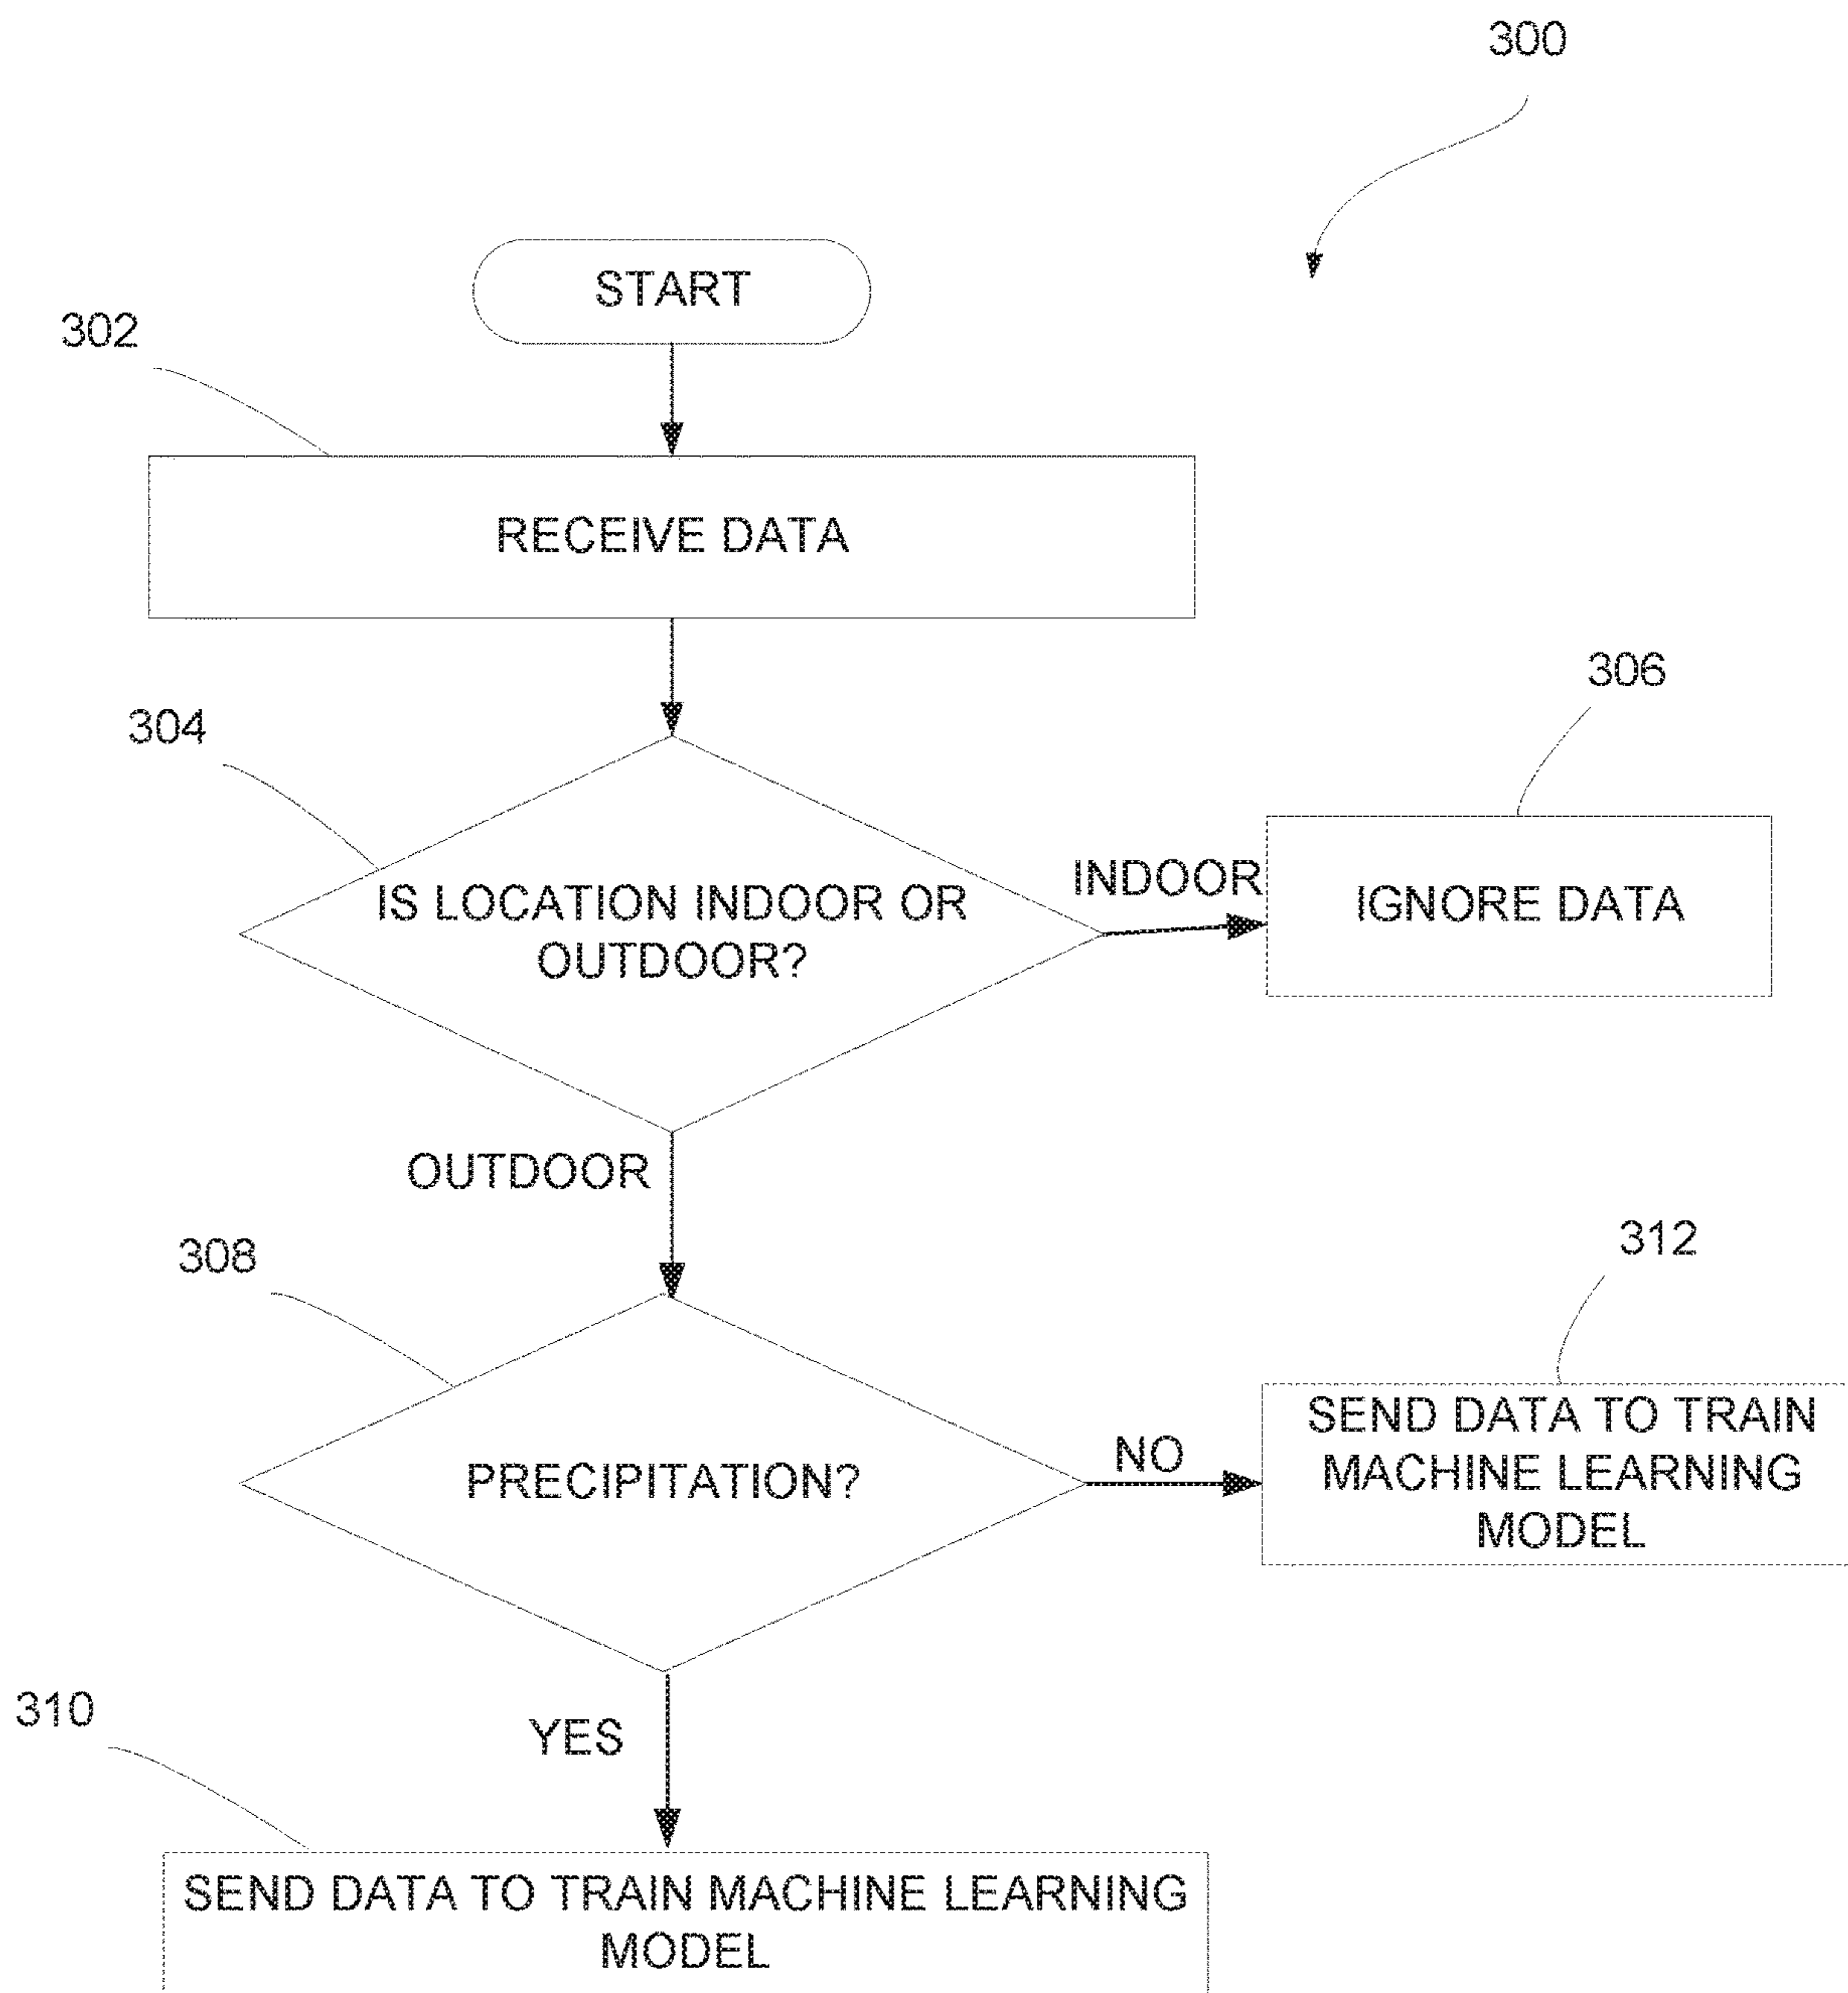 300
START
302
RECEIVE DATA
304
306
IS LOCATION INDOOR OR
OUTDOOR?
INDOOR
IGNORE DATA
OUTDOOR
308
312
PRECIPITATION?
NO
SEND DATA TO TRAIN
MACHINE LEARNING
MODEL
310
YES
SEND DATA TO TRAIN MACHINE LEARNING
MODEL